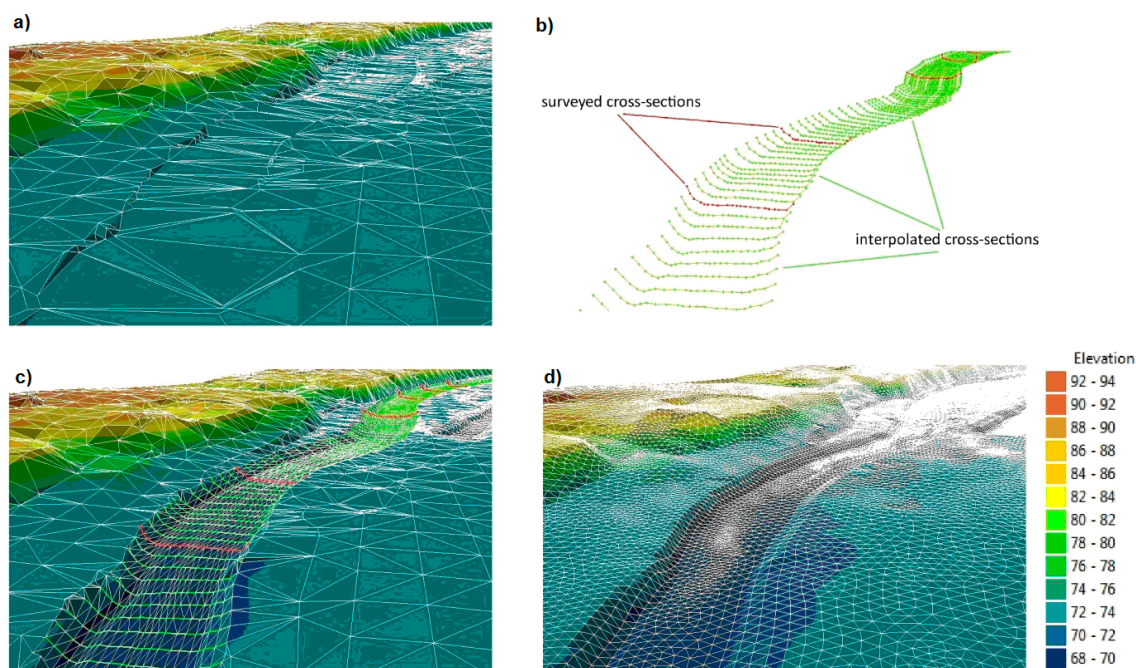 a)
b)
surveyed cross-sections
interpolated cross-sections
c)
d)
Elevation
92 - 94
90 - 92
88 - 90
86 - 88
84 - 86
82 - 84
80 - 82
78 - 80
76 - 78
74 - 76
72 - 74
70 - 72
68 - 70